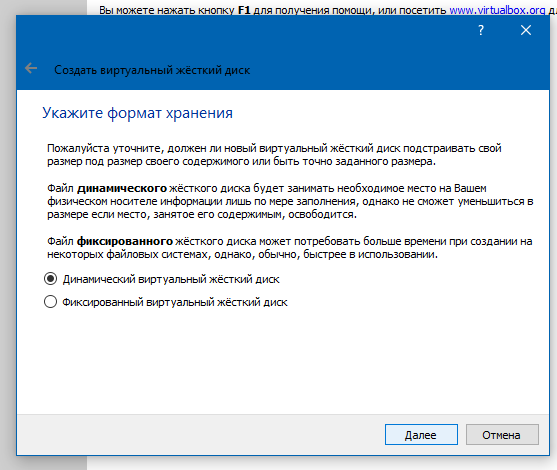 Вы можете нажать кнопку F1 для получения помощи, или посетить www.virtualbox.org
?
Создать виртуальный жёсткий диск
Укажите формат хранения
Пожалуйста уточните, должен ли новый виртуальный жёсткий диск подстраивать свой
размер под размер своего содержимого или быть точно заданного размера.
Файл динамического жёсткого диска будет занимать необходимое место на Вашем
физическом носителе информации лишь по мере заполнения, однако не сможет уменьшиться в
размере если место, занятое его содержимым, освободится.
Файл фиксированного жёсткого диска может потребовать больше времени при создании на
некоторых файловых системах, однако, обычно, быстрее в использовании.
Динамический виртуальный жёсткий диск
Фиксированный виртуальный жёсткий диск
Далее
Отмена